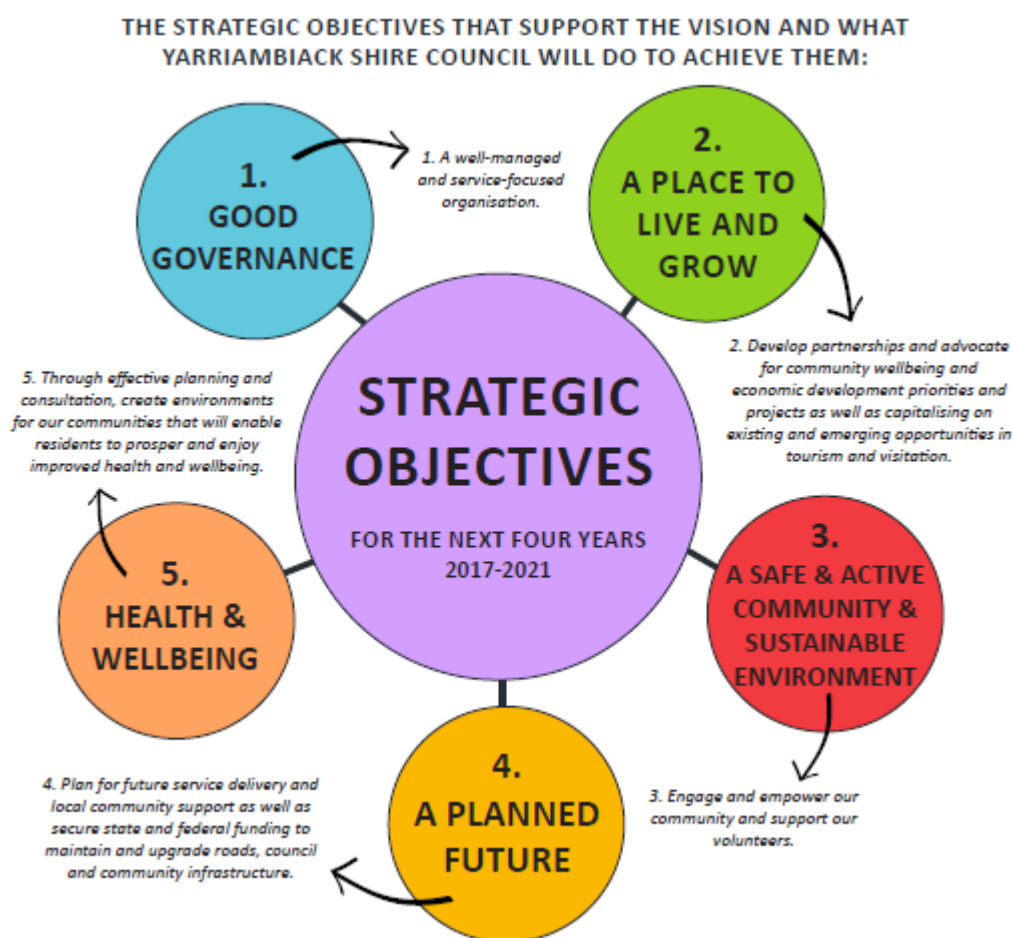 THE STRATEGIC OBJECTIVES THAT SUPPORT THE VISION AND WHAT
YARRIAMBIACK SHIRE COUNCIL WILL DO TO ACHIEVE THEM:
1.
GOOD
GOVERNANCE
1. A well-managed
and service-focused
organisation.
2.
A PLACE TO
LIVE AND
GROW
2. Develop partnerships and advocate
for community wellbeing and
economic development priorities and
projects as well as capitalising on
existing and emerging opportunities in
tourism and visitation.
STRATEGIC
OBJECTIVES
FOR THE NEXT FOUR YEARS
2017-2021
3.
A SAFE & ACTIVE
COMMUNITY &
SUSTAINABLE
ENVIRONMENT
3. Engage and empower our
community and support our
volunteers.
4.
A PLANNED
FUTURE
4. Plan for future service delivery and
local community support as well as
secure state and federal funding to
maintain and upgrade roads, council
and community infrastructure.
5.
HEALTH &
WELLBEING
5. Through effective planning and
consultation, create environments
for our communities that will enable
residents to prosper and enjoy
improved health and wellbeing.